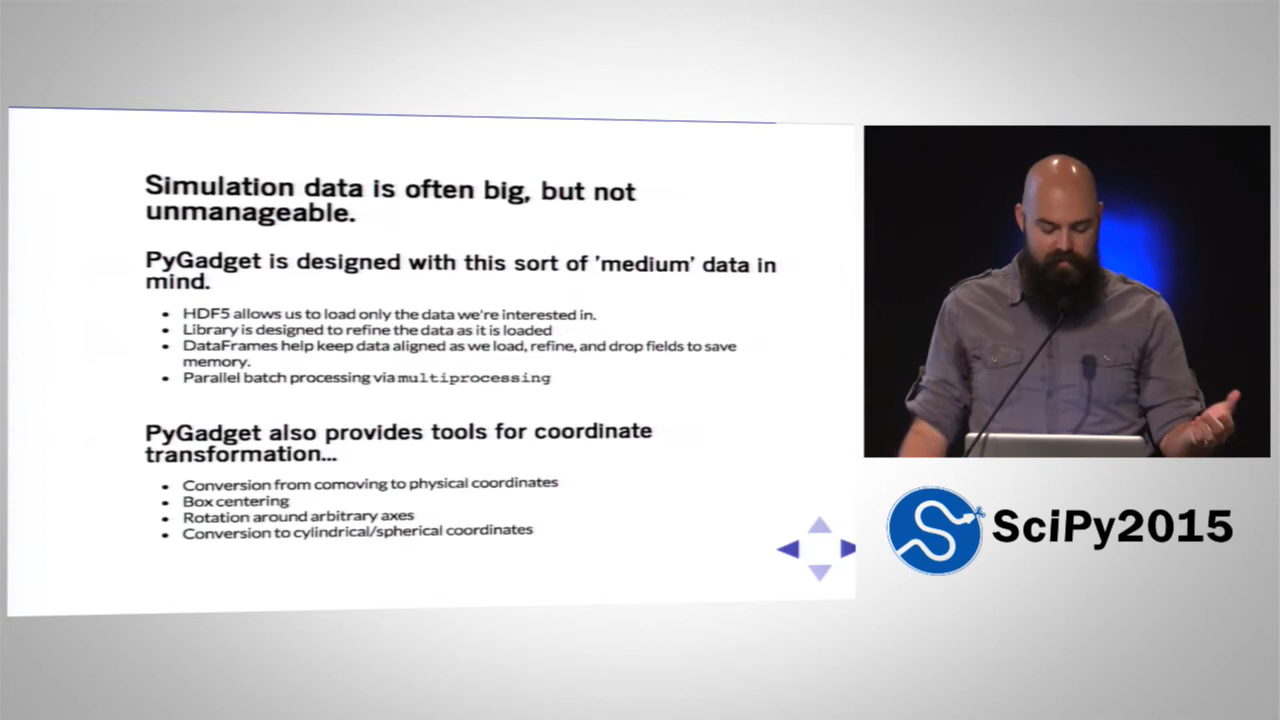 Simulation data is often big, but not
unmanageable.
PyGadget is designed with this sort of 'medium' data in
mind.
• HDF5 allows us to load only the data we're interested in.
• Library is designed to refine the data as it is loaded
• DataFrames help keep data aligned as we load, refine, and drop fields to save
memory.
• Parallel batch processing via multiprocessing
PyGadget also provides tools for coordinate
transformation...
• Conversion from comoving to physical coordinates
• Box centering
• Rotation around arbitrary axes
• Conversion to cylindrical/spherical coordinates
SciPy2015